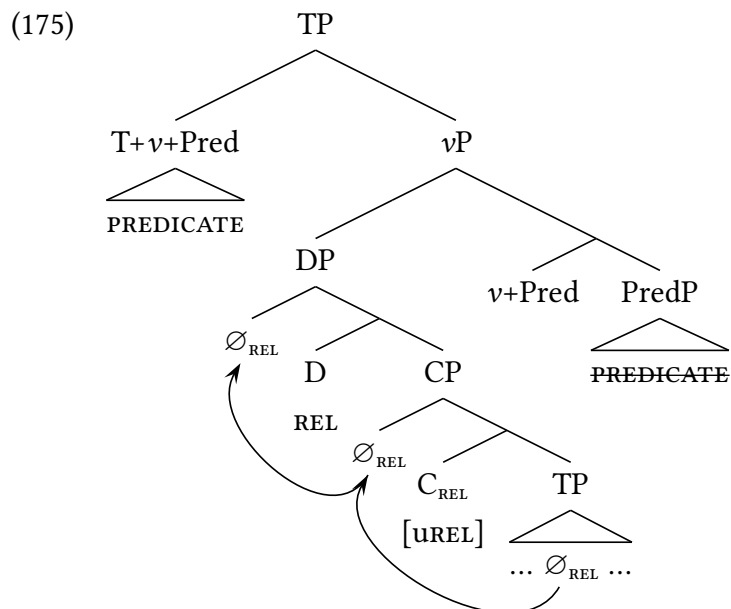 (175) TP
T+v+Pred vP
PREDICATE
DP
v+Pred PredP
∅REL
D CP PREDICATE
REL
∅REL
CREL TP
[uREL]
... ∅REL ...